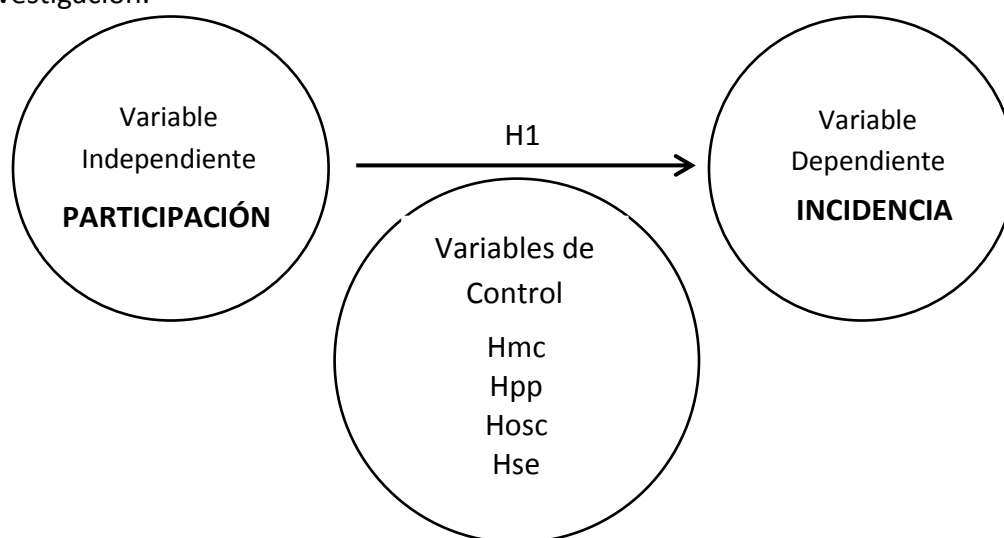 Variable
Independiente
PARTICIPACIÓN
H1
Variable
Dependiente
INCIDENCIA
Variables de
Control
Hmc
Hpp
Hosc
Hse